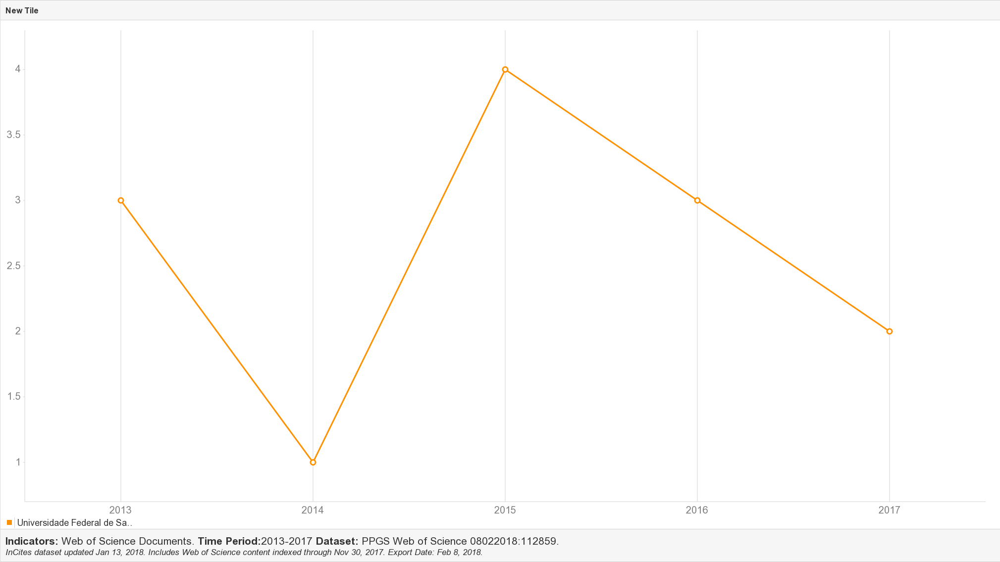 New Tile
4
3.5
3
2.5
2
1.5
1
2013 2014 2015 2016 2017
Universidade Federal de Sa..
Indicators: Web of Science Documents. Time Period:2013-2017 Dataset: PPGS Web of Science 08022018:112859.
InCites dataset updated Jan 13, 2018. Includes Web of Science content indexed through Nov 30, 2017. Export Date: Feb 8, 2018.